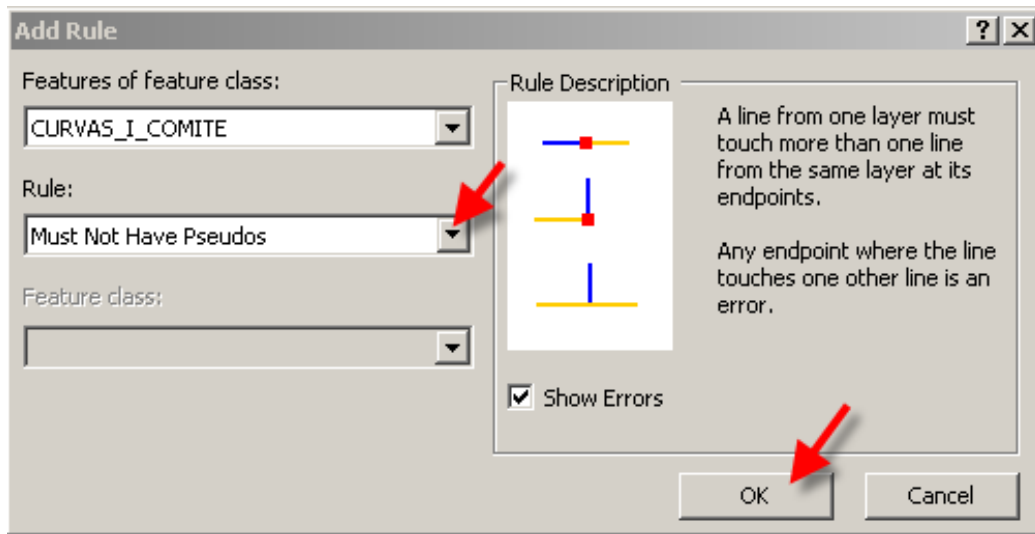 Add Rule
Features of feature class:
CURVAS_I_COMITE
Rule:
Must Not Have Pseudos
Feature class:
Rule Description
A line from one layer must
touch more than one line
from the same layer at its
endpoints.
Any endpoint where the line
touches one other line is an
error.
Show Errors
OK
Cancel